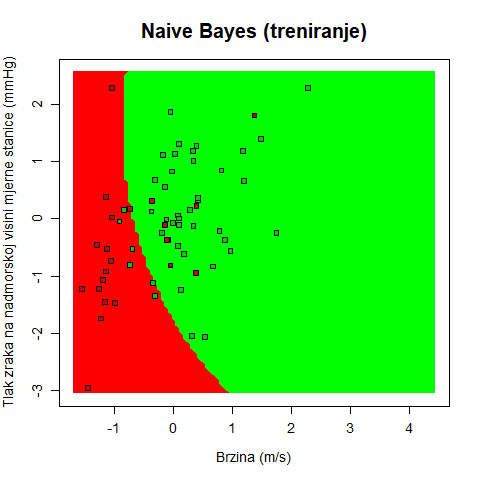 Naive Bayes (treniranje)
Tlak zraka na nadmorskoj visini mjerne stanice (mmHg)
2
1
0
-1
-2
-3
-1 0 1 2 3 4
Brzina (m/s)